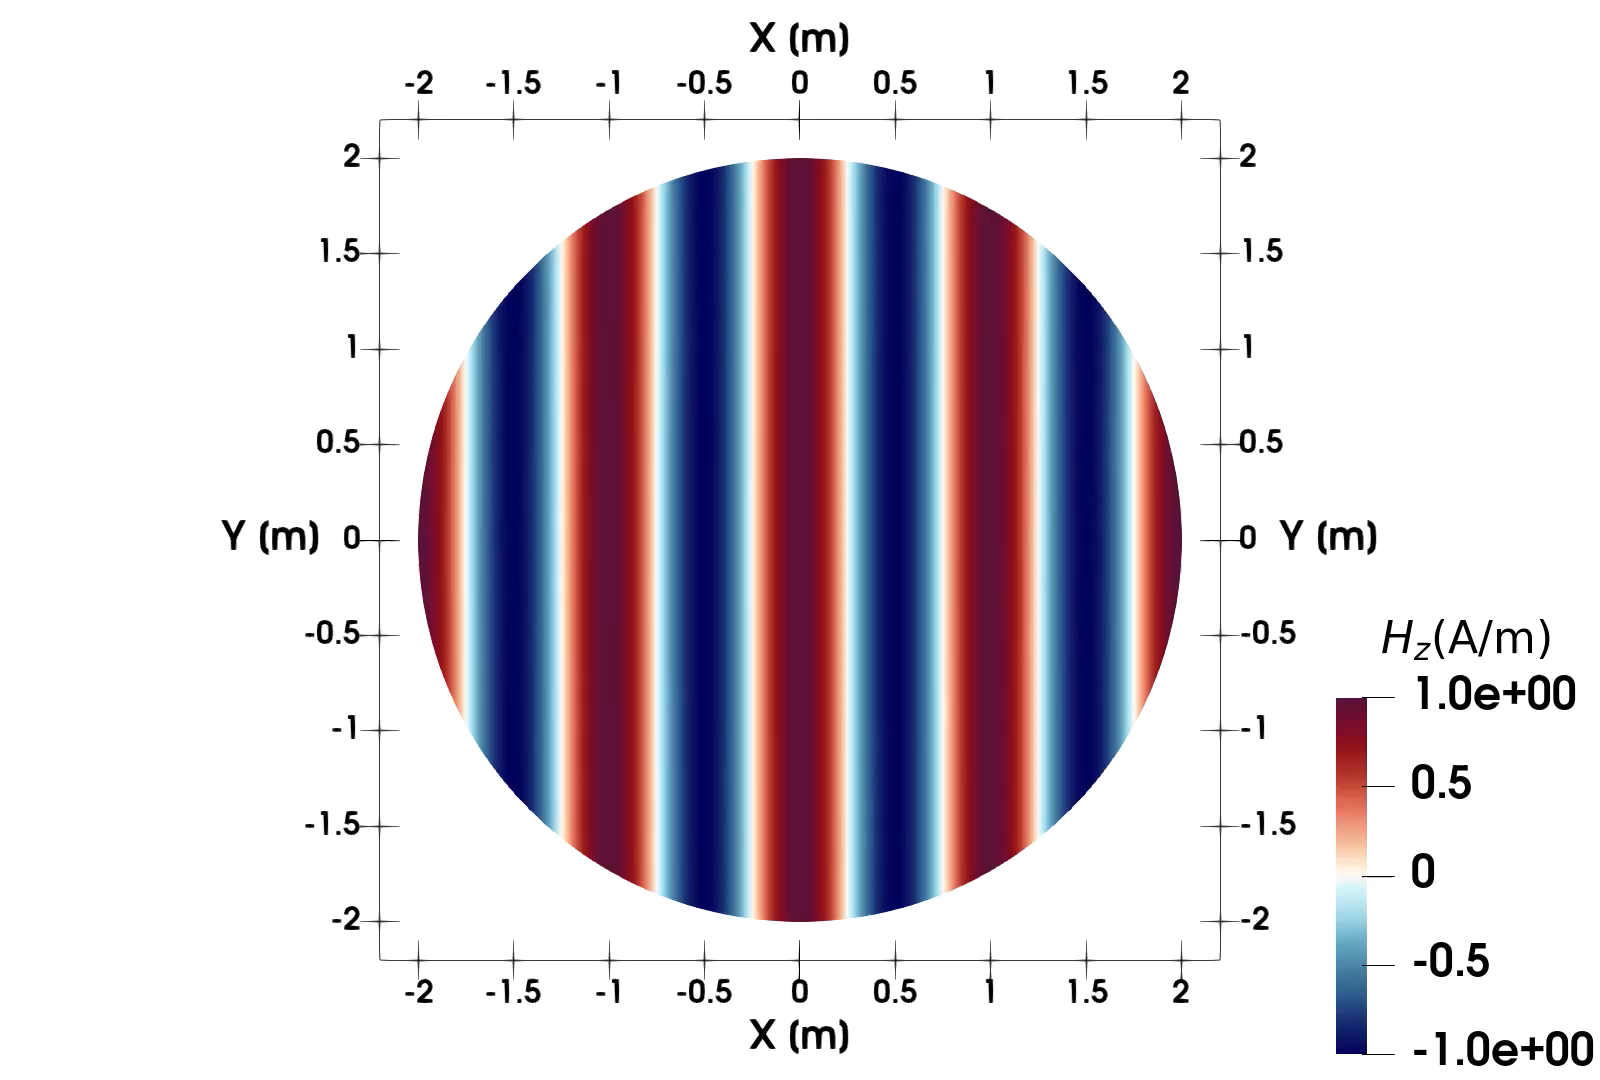 X (m)
-2 -1.5 -1 -0.5 0 0.5 1 1.5 2
2 2
1.5 1.5
1 1
0.5 0.5
Y (m) 0 0 Y (m)
-0.5 -0.5
-1 -1
-1.5 -1.5
-2 -2
-2 -1.5 -1 -0.5 0 0.5 1 1.5 2
X (m)
Hz(A/m)
1.0e+00
0.5
0
-0.5
-1.0e+00